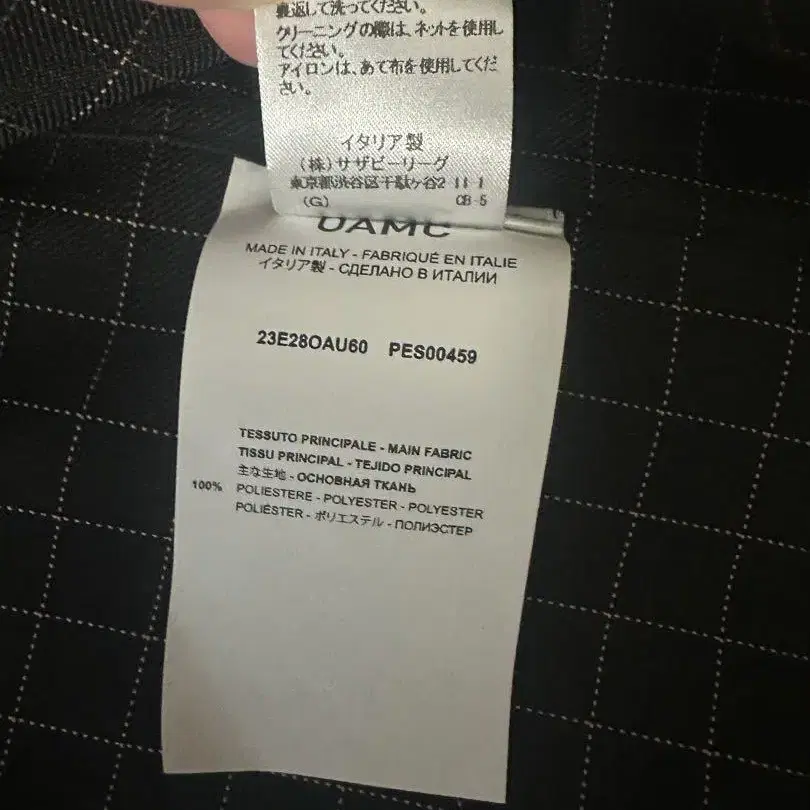 裏返して洗ってください。
クリーニングの際は、ネットを使用し
てください。
アイロンは、あて布を使用してくだ
さい。
イタリア製
(株)サザビーリーグ
東京都渋谷区千駄ヶ谷2 11 1
(G) CB-5
OAMC
MADE IN ITALY - FABRIQUÉ EN ITALIE
イタリア製 - СДЕЛАНО В ИТАЛИИ
23E28OAU60 PES00459
TESSUTO PRINCIPALE - MAIN FABRIC
TISSU PRINCIPAL - TEJIDO PRINCIPAL
主な生地 - ОСНОВНАЯ ТКАНЬ
100% POLIESTERE - POLYESTER - POLYESTER
POLIÉSTER - ポリエステル - ПОЛИЭСТЕР